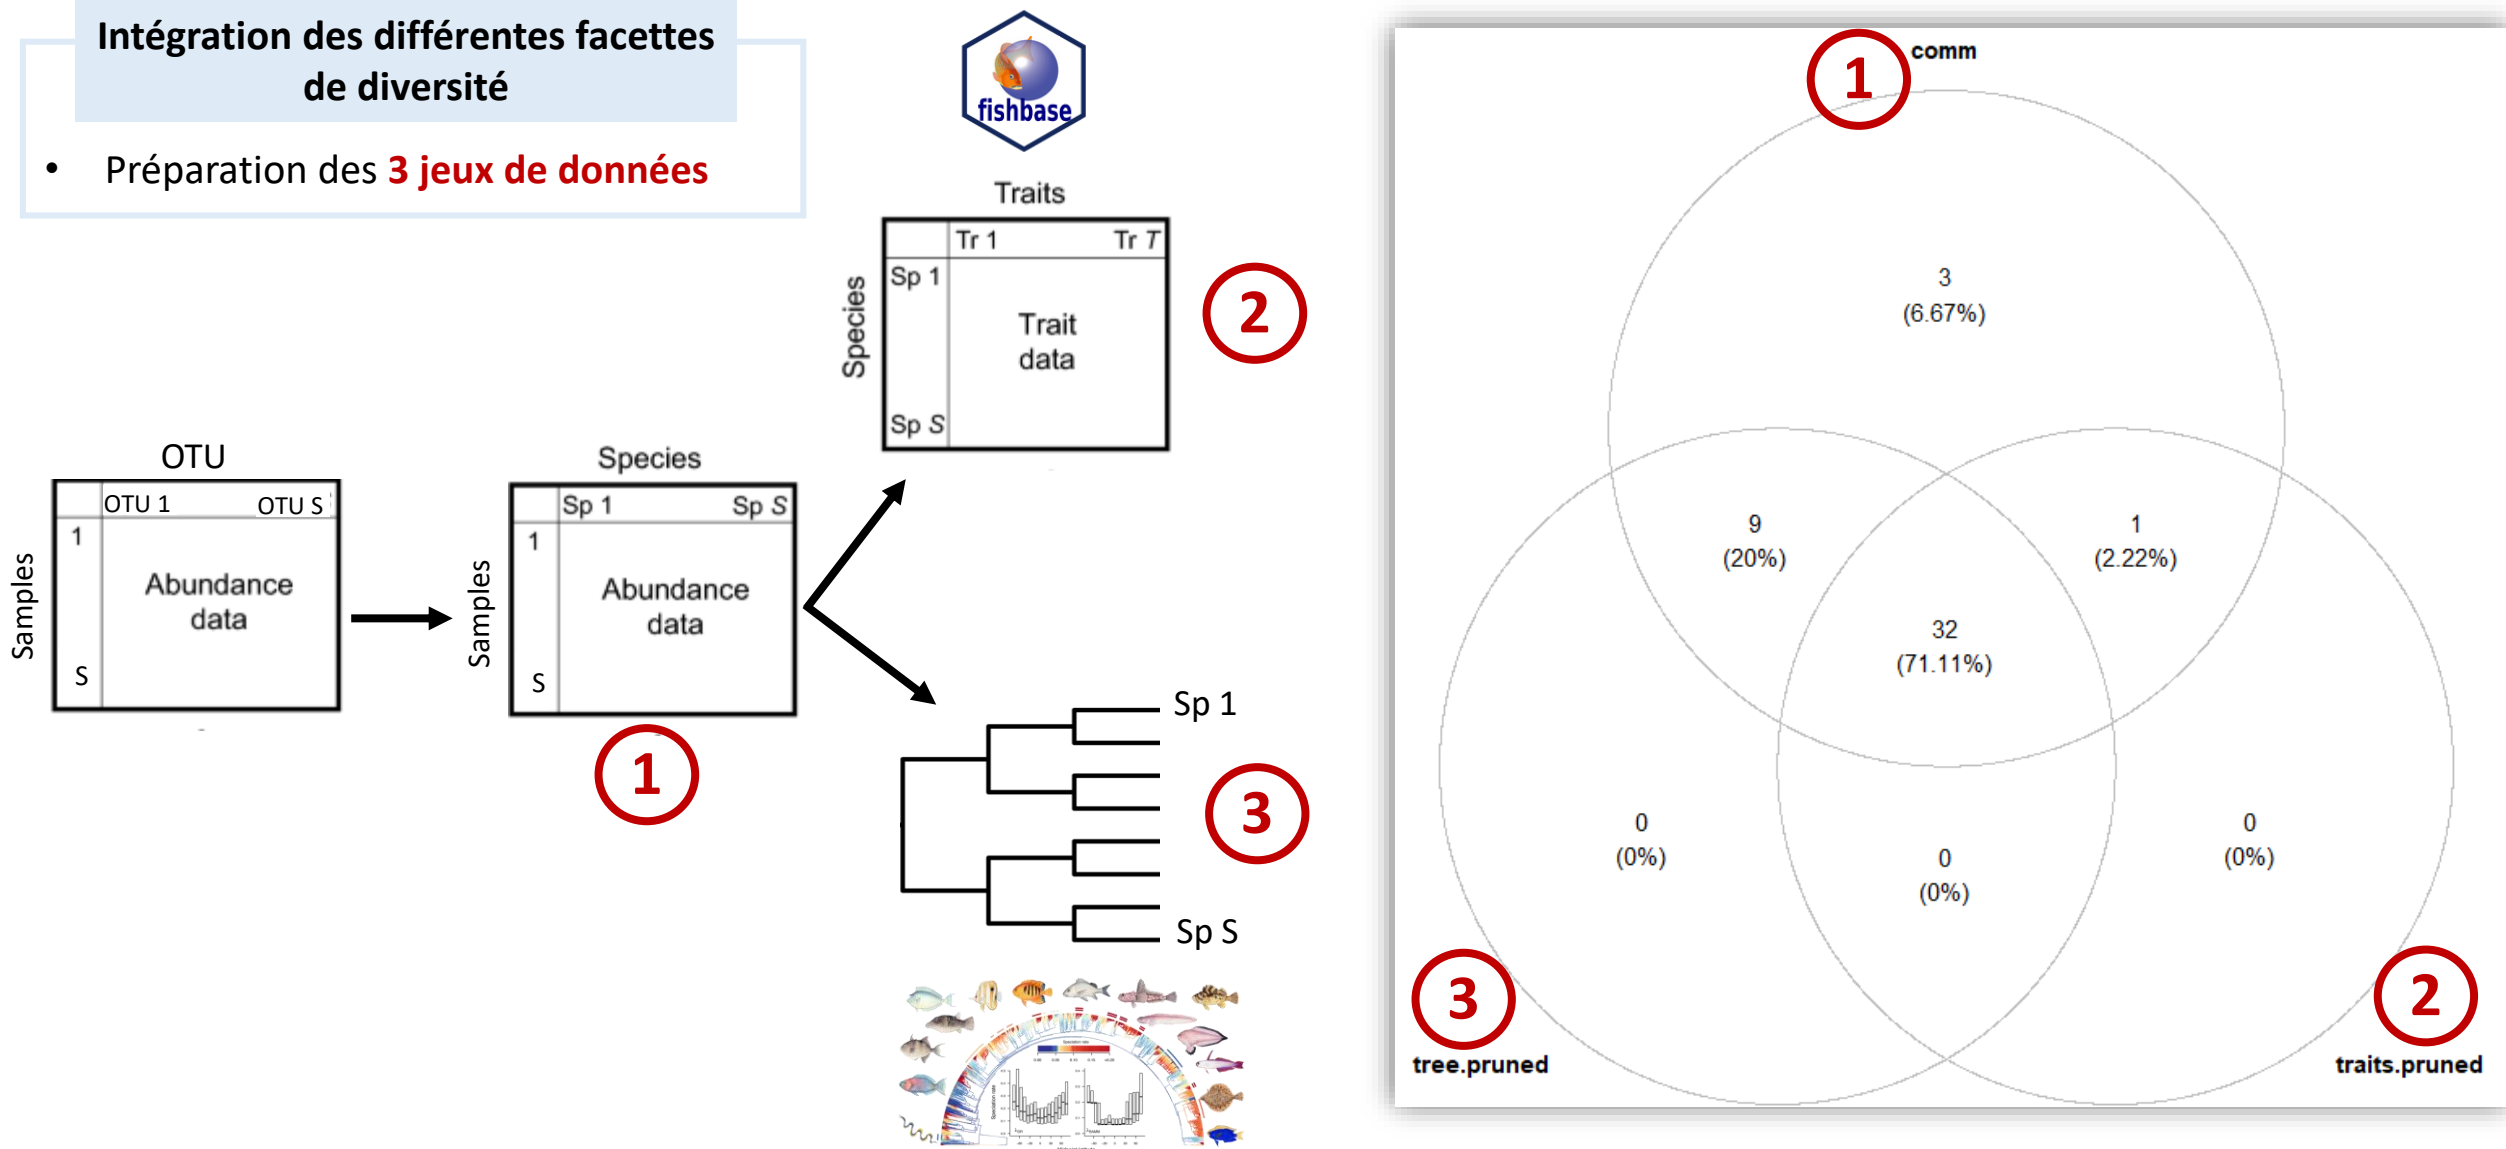 Intégration des différentes facettes
de diversité
• Préparation des 3 jeux de données
fishbase
Traits
Tr 1 Tr T
Species
Sp 1
Trait
data
Sp S
2
OTU
OTU 1 OTU S
Samples
1
Abundance
data
S
Species
Sp 1 Sp S
Samples
1
Abundance
data
S
1
Sp 1
3
Sp S
Speciation rate
comm
1
3
(6.67%)
9
(20%)
1
(2.22%)
32
(71.11%)
0
(0%)
0
(0%)
0
(0%)
3
tree.pruned
2
traits.pruned